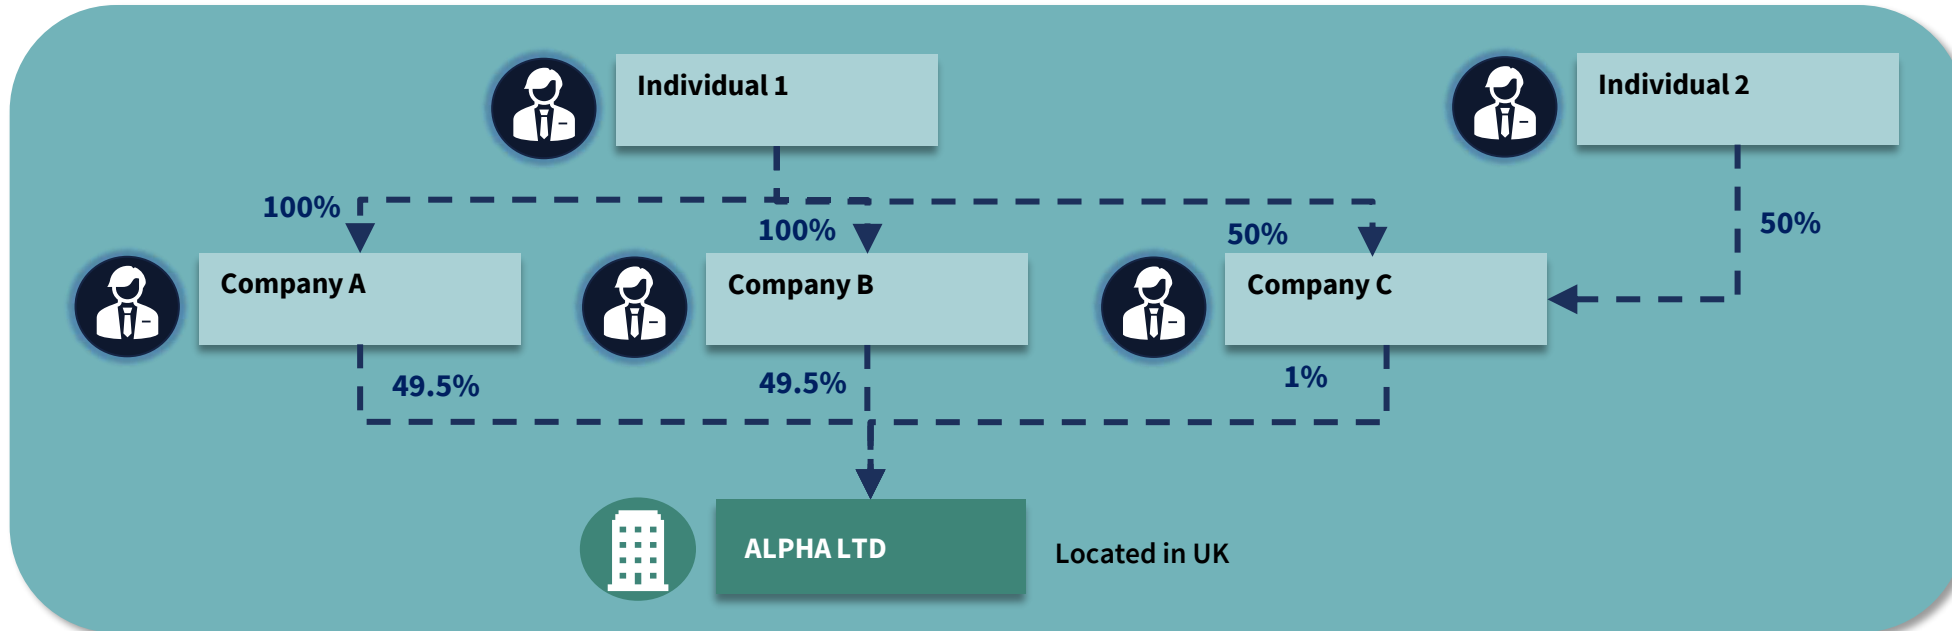 Individual 1
Individual 2
100%
100%
50%
50%
Company A
Company B
Company C
49.5%
49.5%
1%
ALPHA LTD
Located in UK